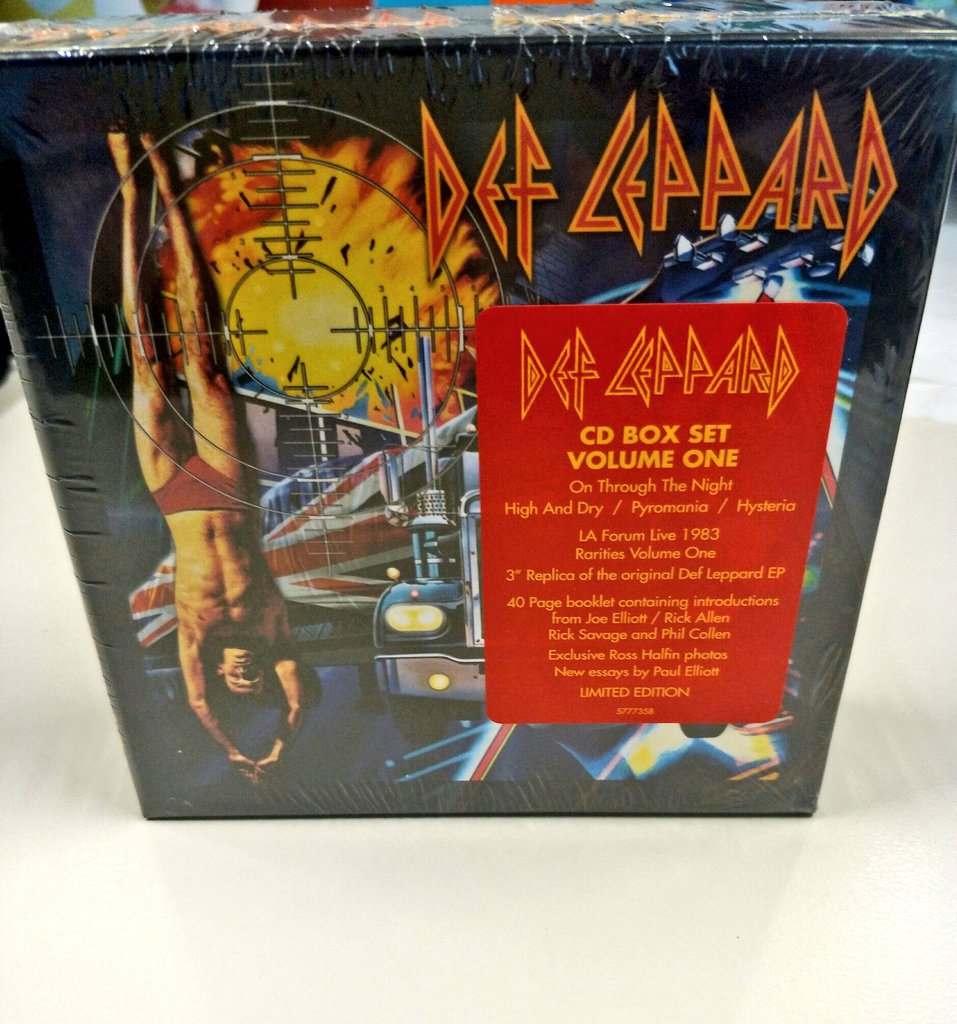 DEF LEPPARD
DEF LEPPARD
CD BOX SET
VOLUME ONE
On Through The Night
High And Dry / Pyromania / Hysteria
LA Forum Live 1983
Rarities Volume One
3" Replica of the original Def Leppard EP
40 Page booklet containing introductions
from Joe Elliott / Rick Allen
Rick Savage and Phil Collen
Exclusive Ross Halfin photos
New essays by Paul Elliott
LIMITED EDITION
5777358